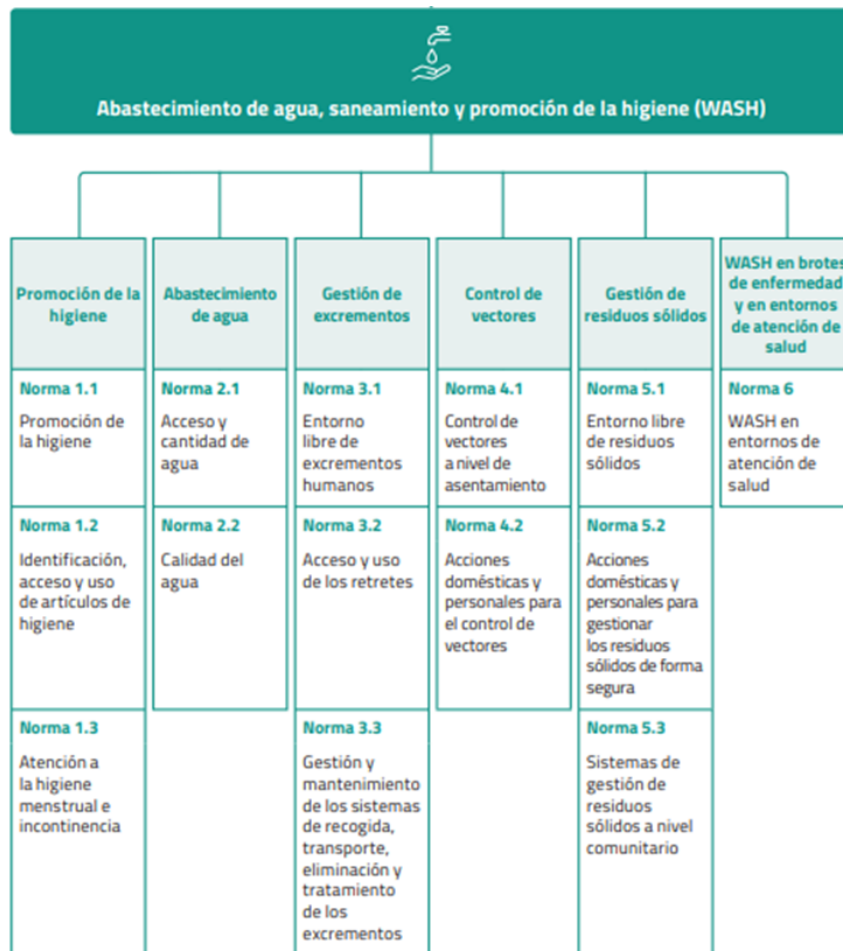 Abastecimiento de agua, saneamiento y promoción de la higiene (WASH)
Promoción de la
higiene
Norma 1.1
Promoción de
la higiene
Norma 1.2
Identificación,
acceso y uso
de artículos de
higiene
Norma 1.3
Atención a
la higiene
menstrual e
incontinencia
Abastecimiento
de agua
Norma 2.1
Acceso y
cantidad de
agua
Norma 2.2
Calidad del
agua
Gestión de
excrementos
Norma 3.1
Entorno
libre de
excrementos
humanos
Norma 3.2
Acceso y uso
de los retretes
Norma 3.3
Gestión y
mantenimiento
de los sistemas
de recogida,
transporte,
eliminación y
tratamiento
de los
excrementos
Control de
vectores
Norma 4.1
Control de
vectores
a nivel de
asentamiento
Norma 4.2
Acciones
domésticas y
personales para
el control de
vectores
Gestión de
residuos sólidos
Norma 5.1
Entorno libre
de residuos
sólidos
Norma 5.2
Acciones
domésticas y
personales para
gestionar
los residuos
sólidos de forma
segura
Norma 5.3
Sistemas de
gestión de
residuos
sólidos a nivel
comunitario
WASH en brotes
de enfermedad
y en entornos
de atención de
salud
Norma 6
WASH en
entornos de
atención de
salud